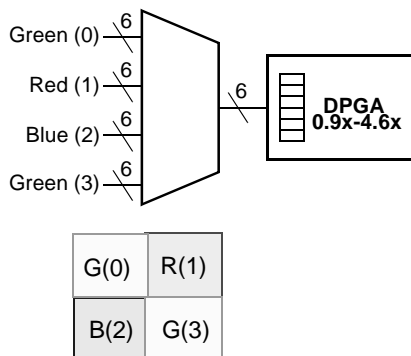 Green (0) 6
Red (1) 6
Blue (2) 6
Green (3) 6
6
DPGA
0.9x-4.6x
G(0) R(1)
B(2) G(3)